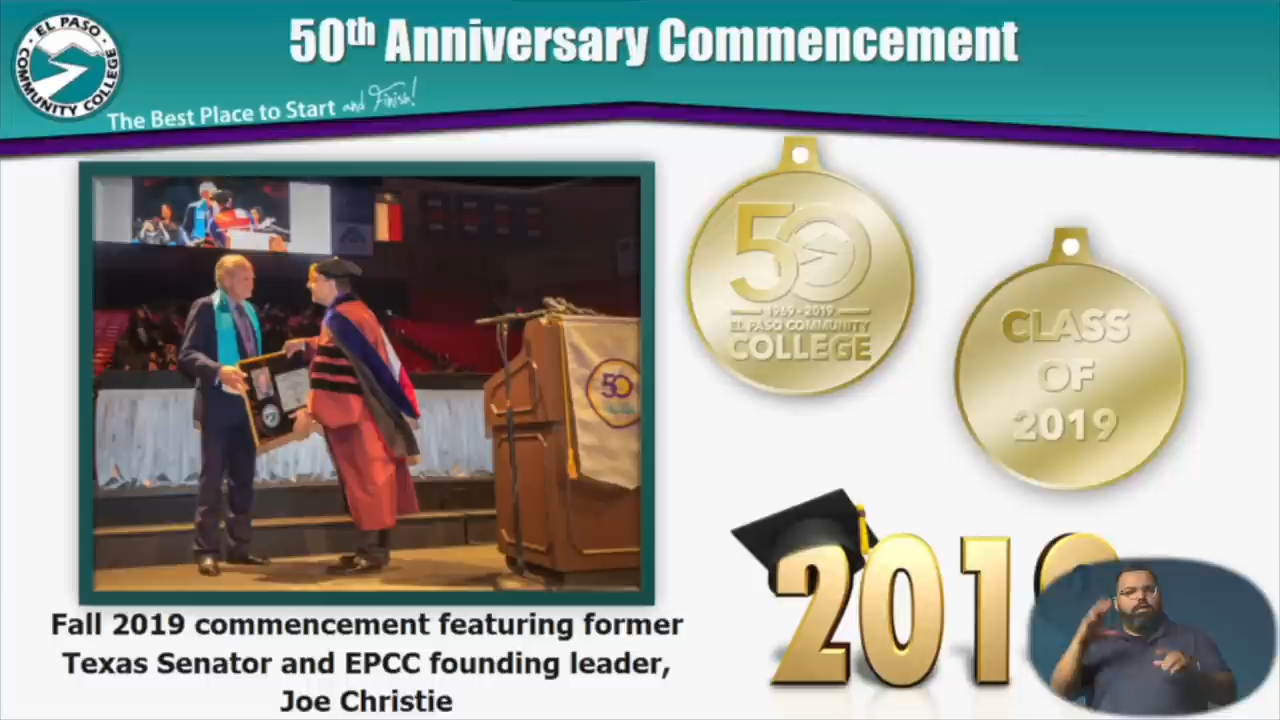 EL PASO
COMMUNITY COLLEGE
50th Anniversary Commencement
The Best Place to Start and Finish!
50
1969 - 2019
EL PASO COMMUNITY
COLLEGE
CLASS
OF
2019
50
201
Fall 2019 commencement featuring former
Texas Senator and EPCC founding leader,
Joe Christie